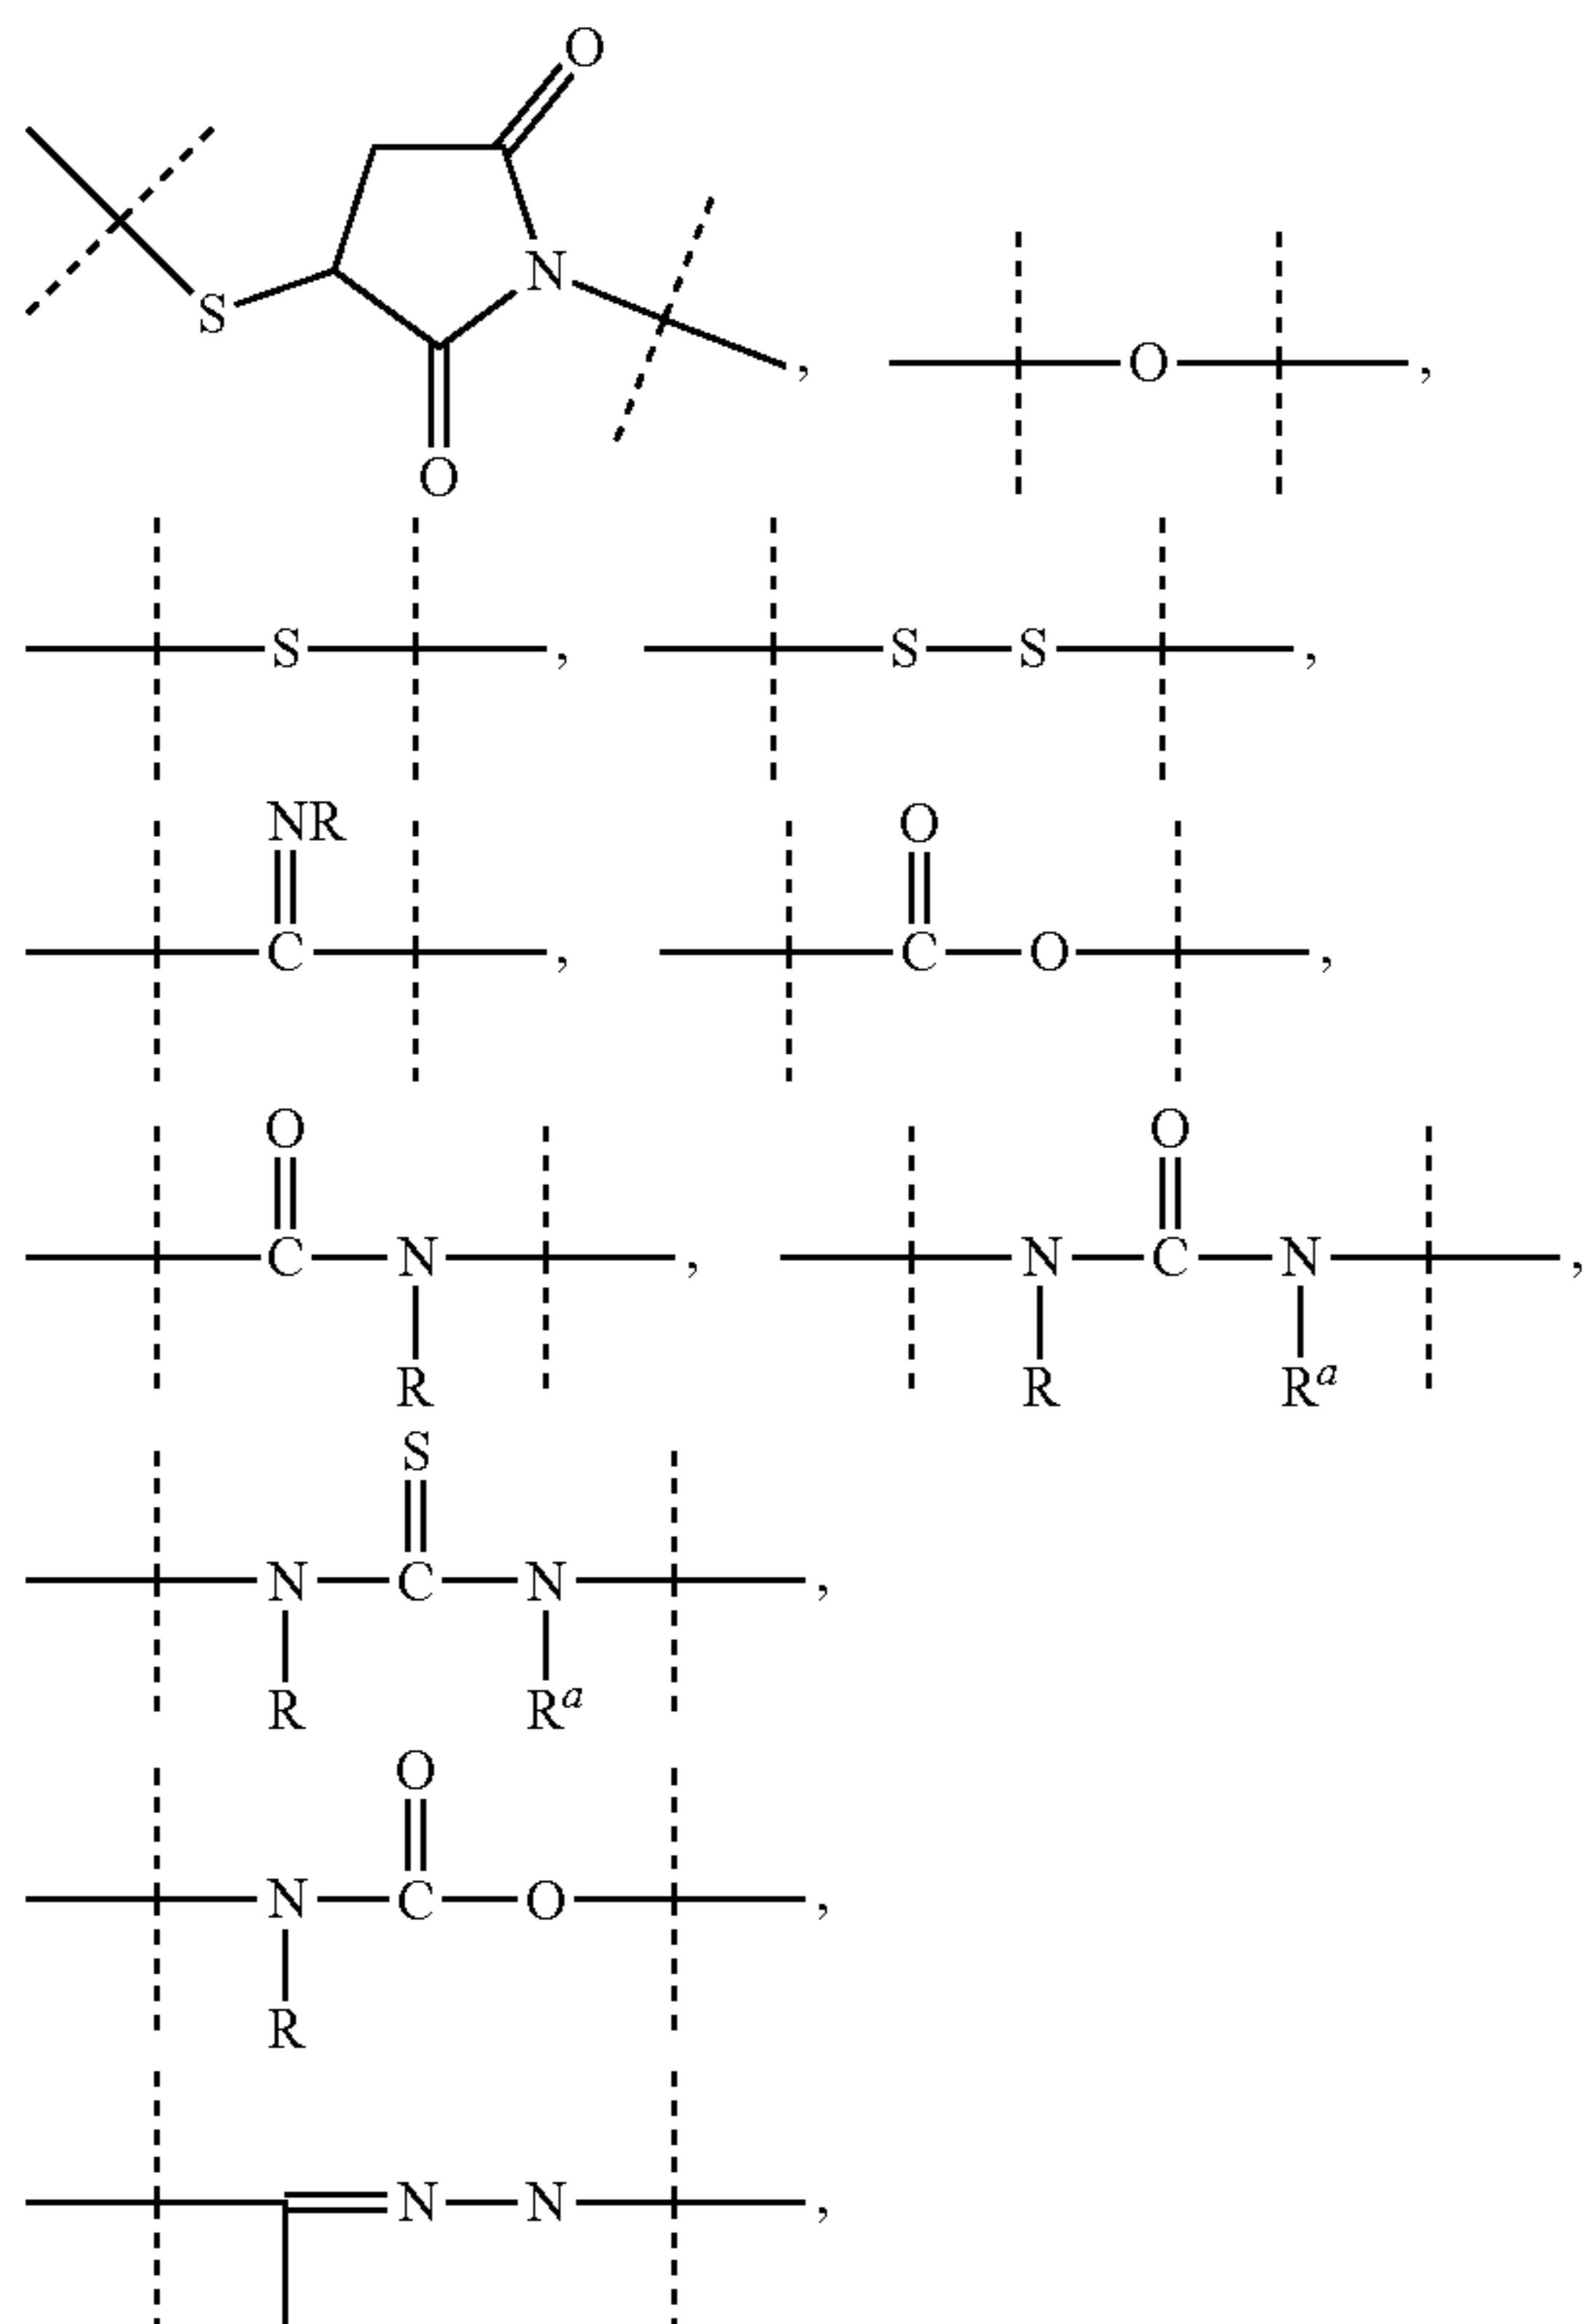 O
N
S
O
, O ,
S , S S ,
NR O
C , C O ,
O O
C N , N C N ,
R R Rᵃ
S
N C N ,
R Rᵃ
O
N C O ,
R
N N ,